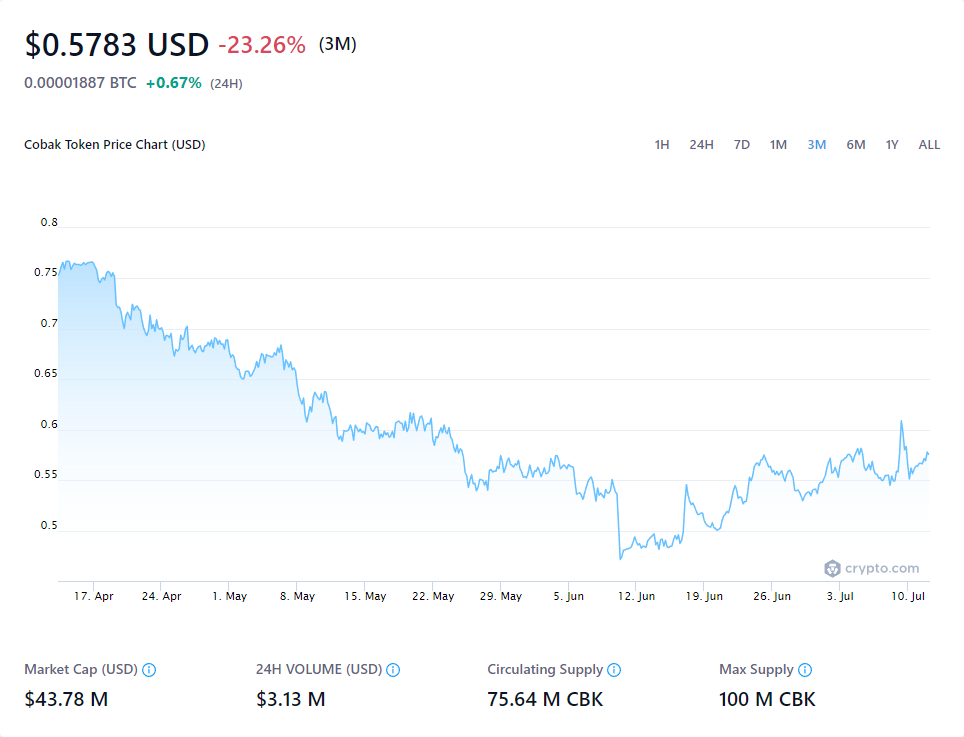 $0.5783 USD -23.26% (3M)
0.00001887 BTC +0.67% (24H)
Cobak Token Price Chart (USD) 1H 24H 7D 1M 3M 6M 1Y ALL
0.8
0.75
0.7
0.65
0.6
0.55
0.5
crypto.com
17. Apr 24. Apr 1. May 8. May 15. May 22. May 29. May 5. Jun 12. Jun 19. Jun 26. Jun 3. Jul 10. Jul
Market Cap (USD) 24H VOLUME (USD) Circulating Supply Max Supply
$43.78 M $3.13 M 75.64 M CBK 100 M CBK